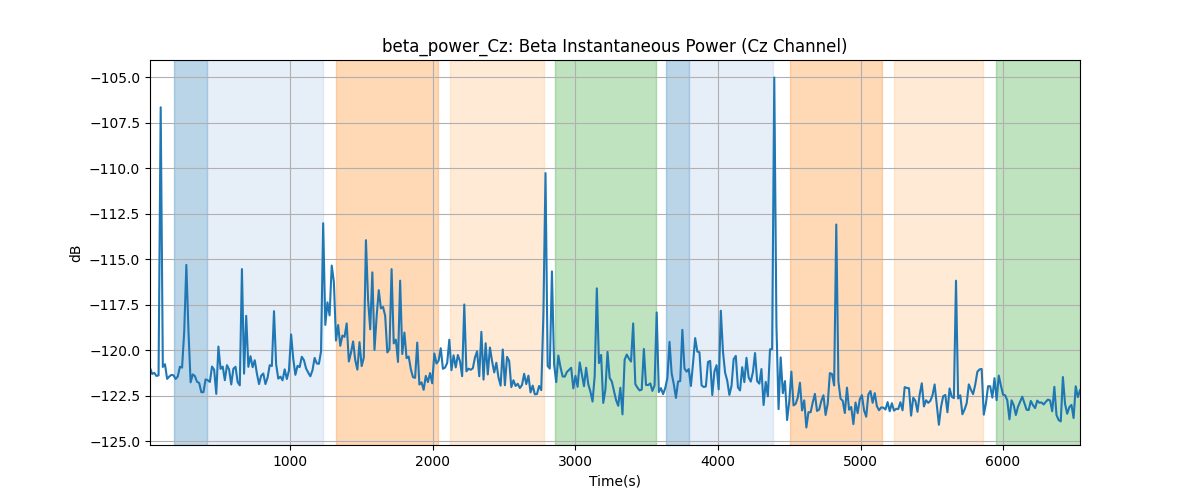 beta_power_Cz: Beta Instantaneous Power (Cz Channel)
−105.0
−107.5
−110.0
−112.5
−115.0
−117.5
−120.0
−122.5
−125.0
dB
1000 2000 3000 4000 5000 6000
Time(s)